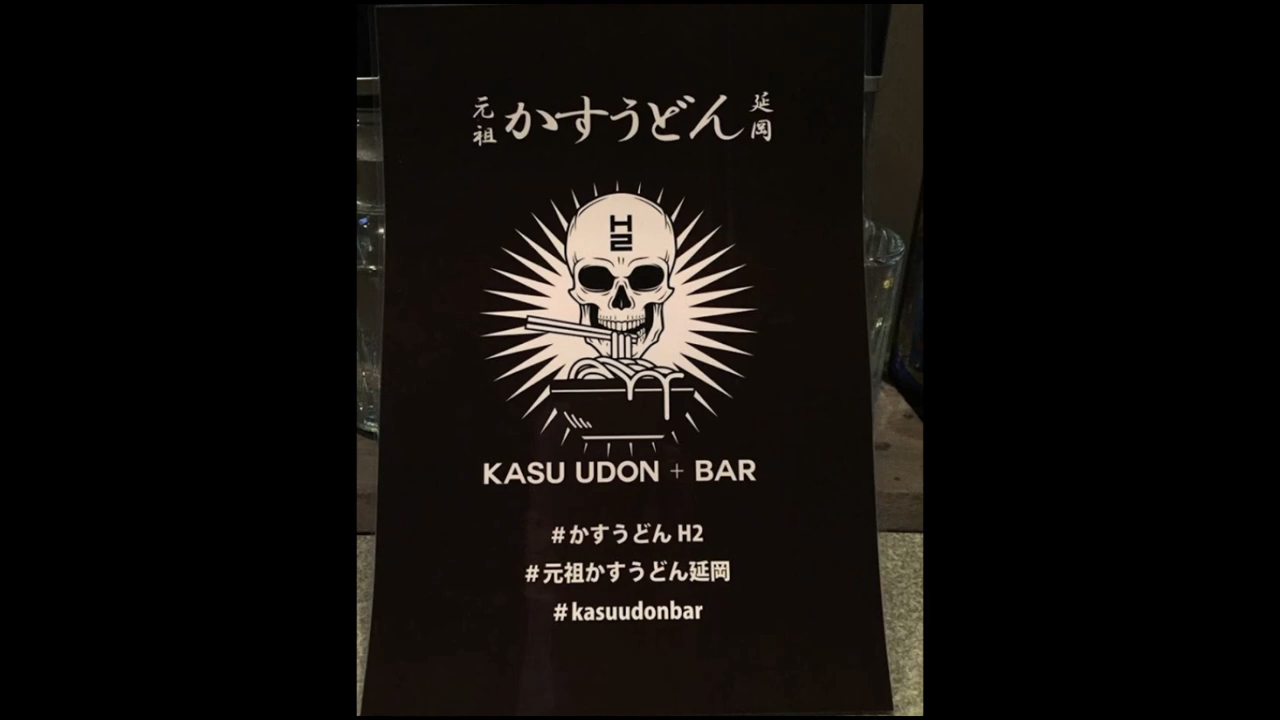 元祖 かすうどん 延岡
H2
KASU UDON + BAR
#かすうどん H2
#元祖かすうどん延岡
#kasuudonbar